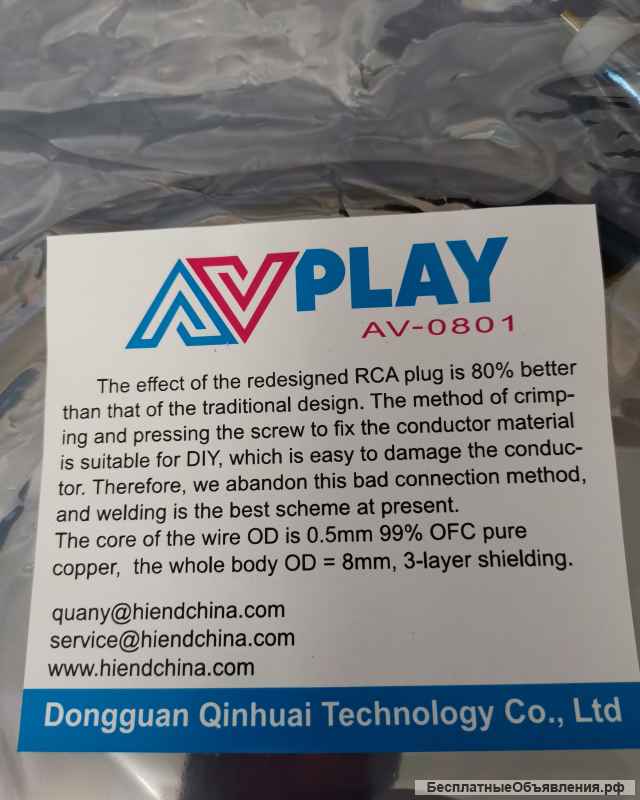 AVPLAY
AV-0801
The effect of the redesigned RCA plug is 80% better
than that of the traditional design. The method of crimp-
ing and pressing the screw to fix the conductor material
is suitable for DIY, which is easy to damage the conduc-
tor. Therefore, we abandon this bad connection method,
and welding is the best scheme at present.
The core of the wire OD is 0.5mm 99% OFC pure
copper, the whole body OD = 8mm, 3-layer shielding.
quany@hiendchina.com
service@hiendchina.com
www.hiendchina.com
Dongguan Qinhuai Technology Co., Ltd
БесплатныеОбъявления.рф